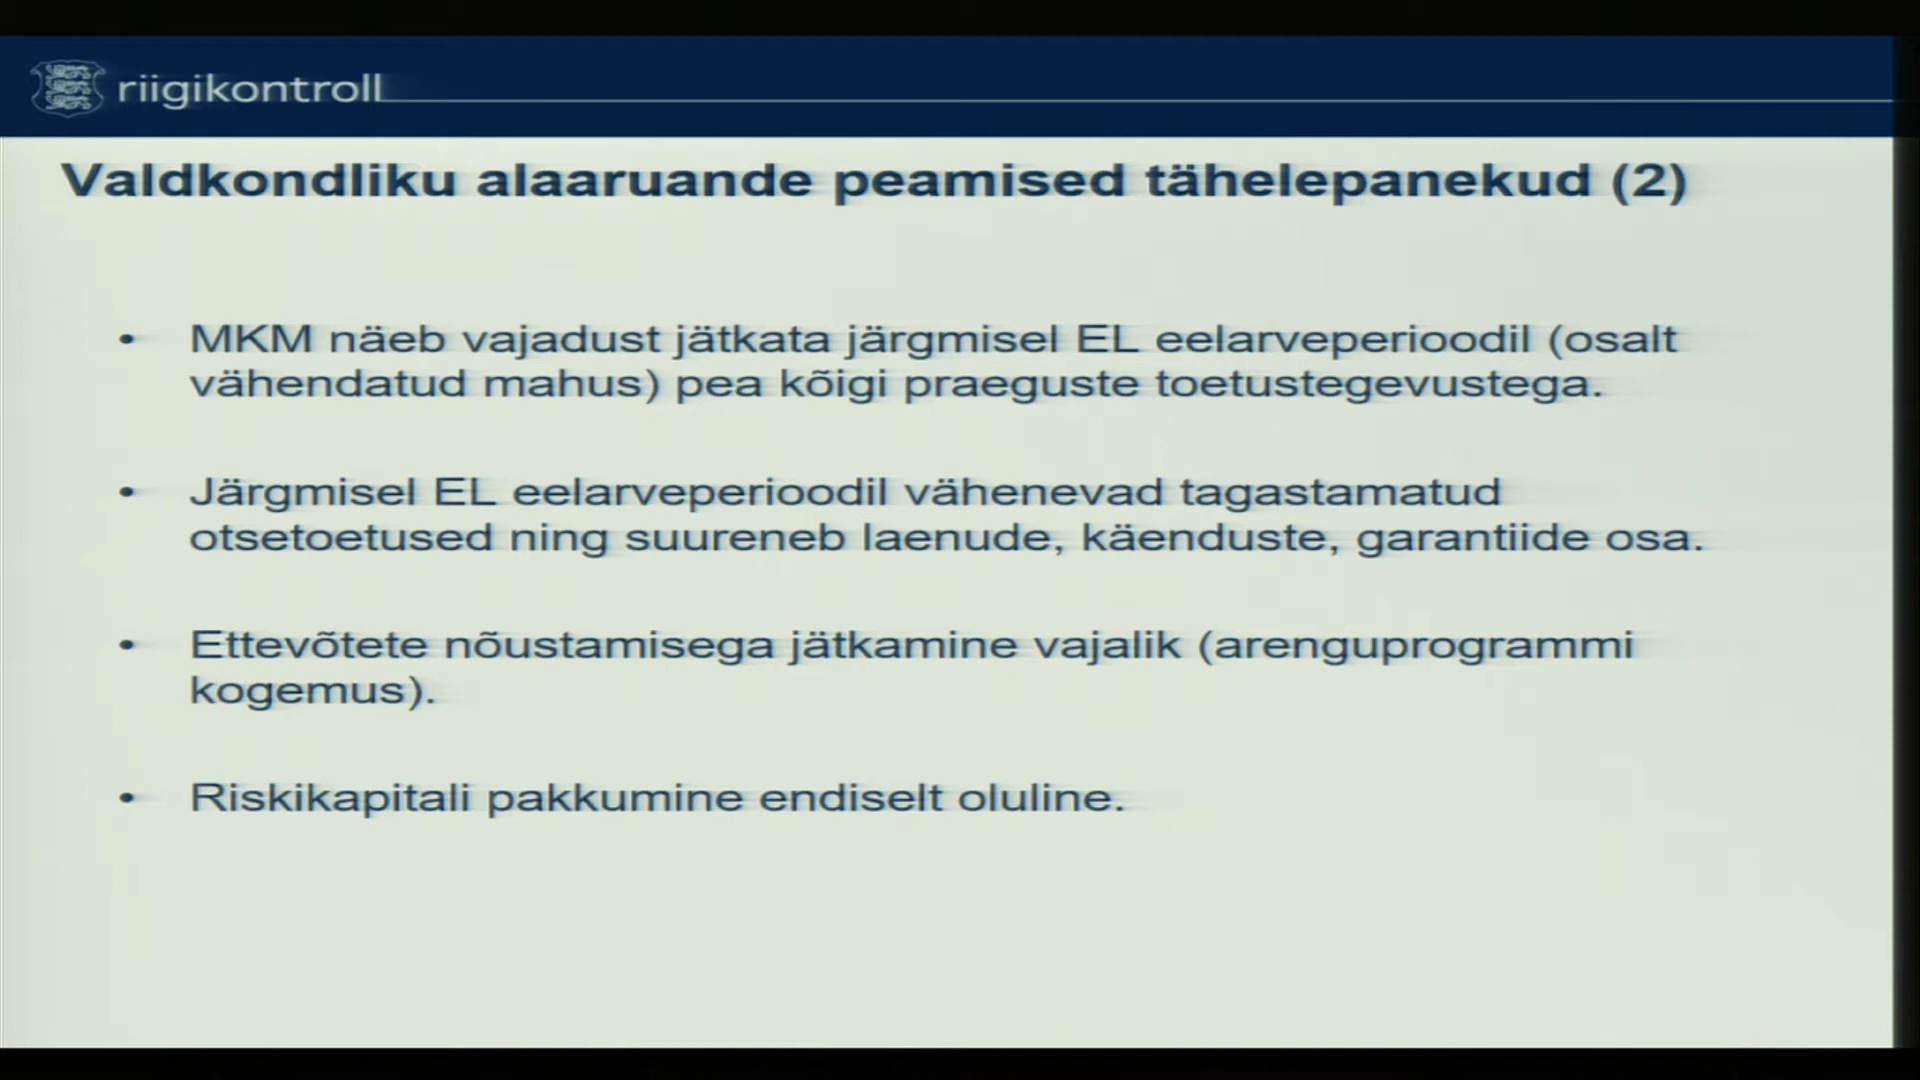 riigikontroll
Valdkondliku alaaruande peamised tähelepanekud (2)
• MKM näeb vajadust jätkata järgmisel EL eelarveperioodil (osalt
vähendatud mahus) pea kõigi praeguste toetustegevustega.
• Järgmisel EL eelarveperioodil vähenevad tagastamatud
otsetoetused ning suureneb laenude, käenduste, garantiide osa.
• Ettevõtete nõustamisega jätkamine vajalik (arenguprogrammi
kogemus).
• Riskikapitali pakkumine endiselt oluline.